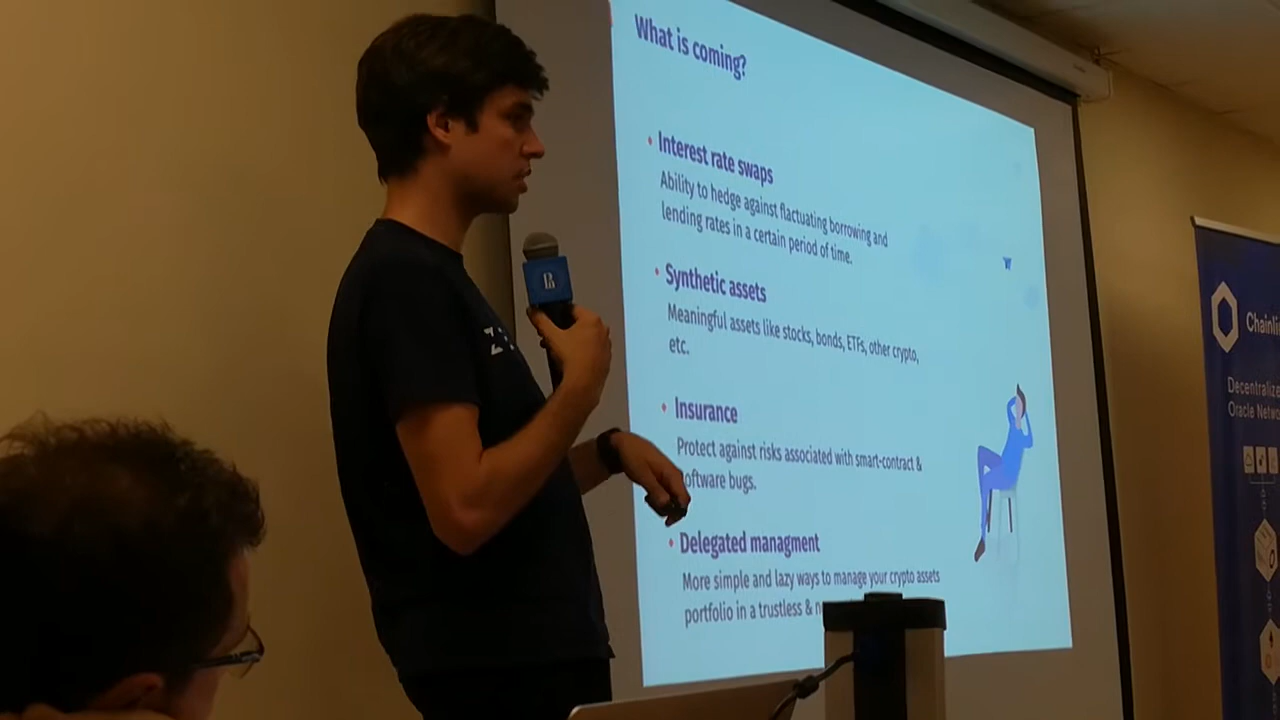 What is coming?
• Interest rate swaps
Ability to hedge against flactuating borrowing and
lending rates in a certain period of time.
• Synthetic assets
Meaningful assets like stocks, bonds, ETFs, other crypto,
etc.
• Insurance
Protect against risks associated with smart-contract &
oftware bugs.
• Delegated managment
More simple and lazy ways to manage your crypto assets
portfolio in a trustless &
Chainli
Decentralize
Oracle Netwo